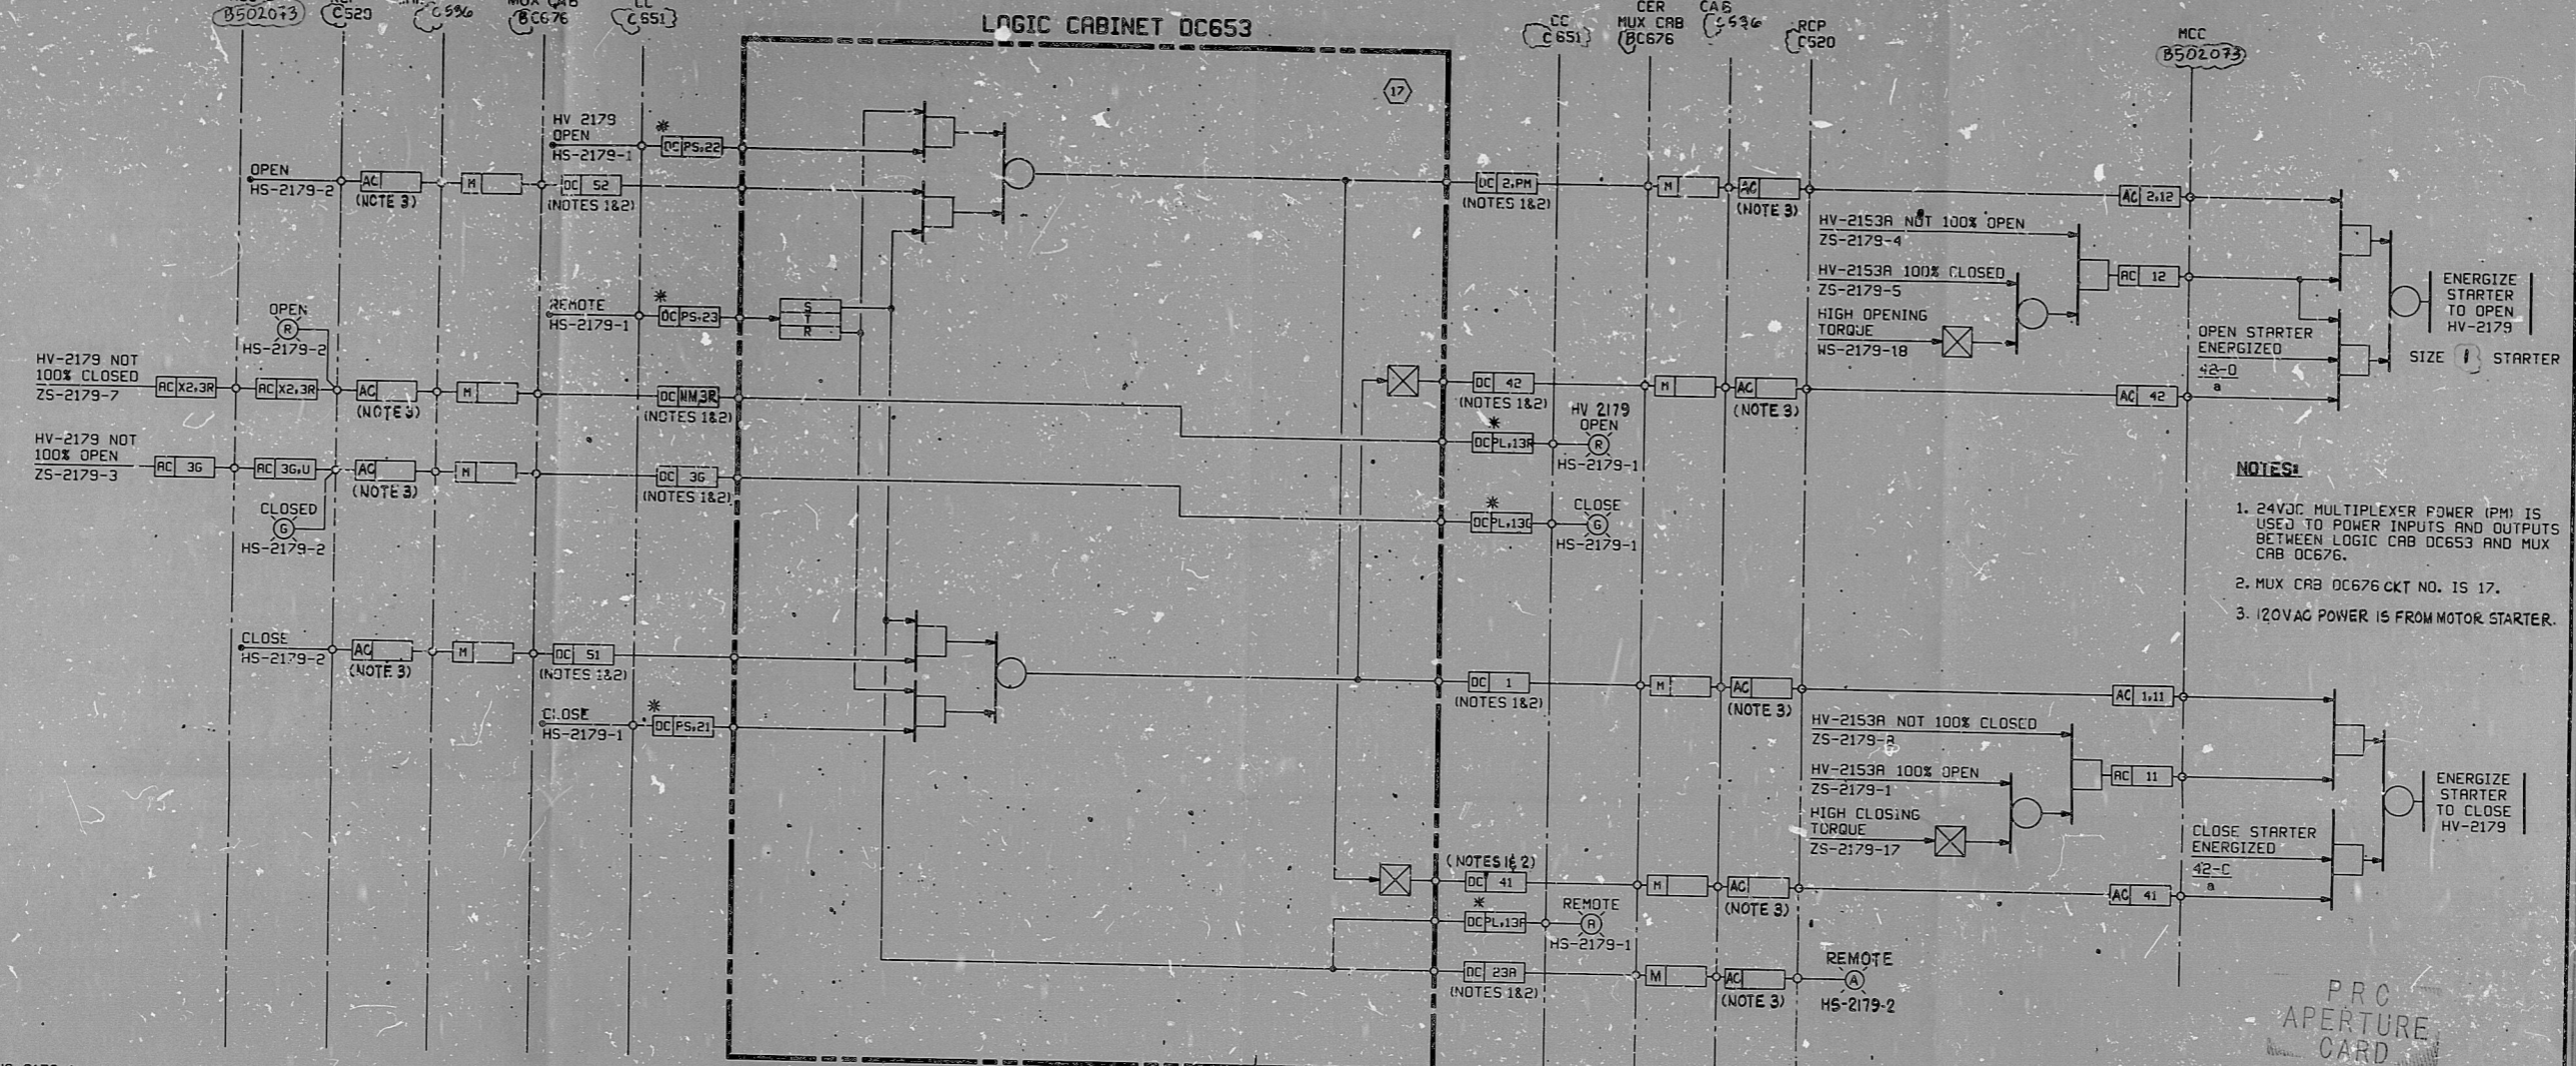 B502073
C529
C536
MUX CAB
BC676
C651
LOGIC CABINET OC653
CC
C651
CER
MUX CAB
BC676
CAB
C536
RCP
C520
MCC
B502073
17
HV 2179
OPEN
HS-2179-1
*
DC PS,22
OPEN
HS-2179-2
AC
(NOTE 3)
M
DC 52
(NOTES 1&2)
DC 2,PM
(NOTES 1&2)
M
AC
(NOTE 3)
AC 2,12
HV-2153A NOT 100% OPEN
ZS-2179-4
HV-2153A 100% CLOSED
ZS-2179-5
HIGH OPENING
TORQUE
WS-2179-18
AC 12
OPEN STARTER
ENERGIZED
42-O
a
ENERGIZE
STARTER
TO OPEN
HV-2179
SIZE 1 STARTER
REMOTE
HS-2179-1
*
DC PS,23
S
T
R
OPEN
R
HS-2179-2
HV-2179 NOT
100% CLOSED
ZS-2179-7
AC X2,3R
AC X2,3R
AC
(NOTE 3)
M
DC MM,3R
(NOTES 1&2)
DC 42
(NOTES 1&2)
M
AC
(NOTE 3)
AC 42
*
DC PL,13R
HV 2179
OPEN
R
HS-2179-1
HV-2179 NOT
100% OPEN
ZS-2179-3
AC 3G
AC 3G,U
AC
(NOTE 3)
M
DC 3G
(NOTES 1&2)
CLOSED
G
HS-2179-2
*
DC PL,13G
CLOSE
G
HS-2179-1
NOTES:
1. 24VDC MULTIPLEXER POWER (PM) IS
USED TO POWER INPUTS AND OUTPUTS
BETWEEN LOGIC CAB OC653 AND MUX
CAB OC676.
2. MUX CAB OC676 CKT NO. IS 17.
3. 120VAC POWER IS FROM MOTOR STARTER.
CLOSE
HS-2179-2
AC
(NOTE 3)
M
DC 51
(NOTES 1&2)
CLOSE
HS-2179-1
*
DC PS,21
DC 1
(NOTES 1&2)
M
AC
(NOTE 3)
AC 1,11
HV-2153A NOT 100% CLOSED
ZS-2179-8
HV-2153A 100% OPEN
ZS-2179-1
HIGH CLOSING
TORQUE
ZS-2179-17
AC 11
CLOSE STARTER
ENERGIZED
42-C
a
ENERGIZE
STARTER
TO CLOSE
HV-2179
(NOTES 1&2)
DC 41
M
AC
(NOTE 3)
AC 41
*
REMOTE
A
HS-2179-1
DC 23A
(NOTES 1&2)
M
AC
(NOTE 3)
REMOTE
A
HS-2179-2
PRC
APERTURE
CARD